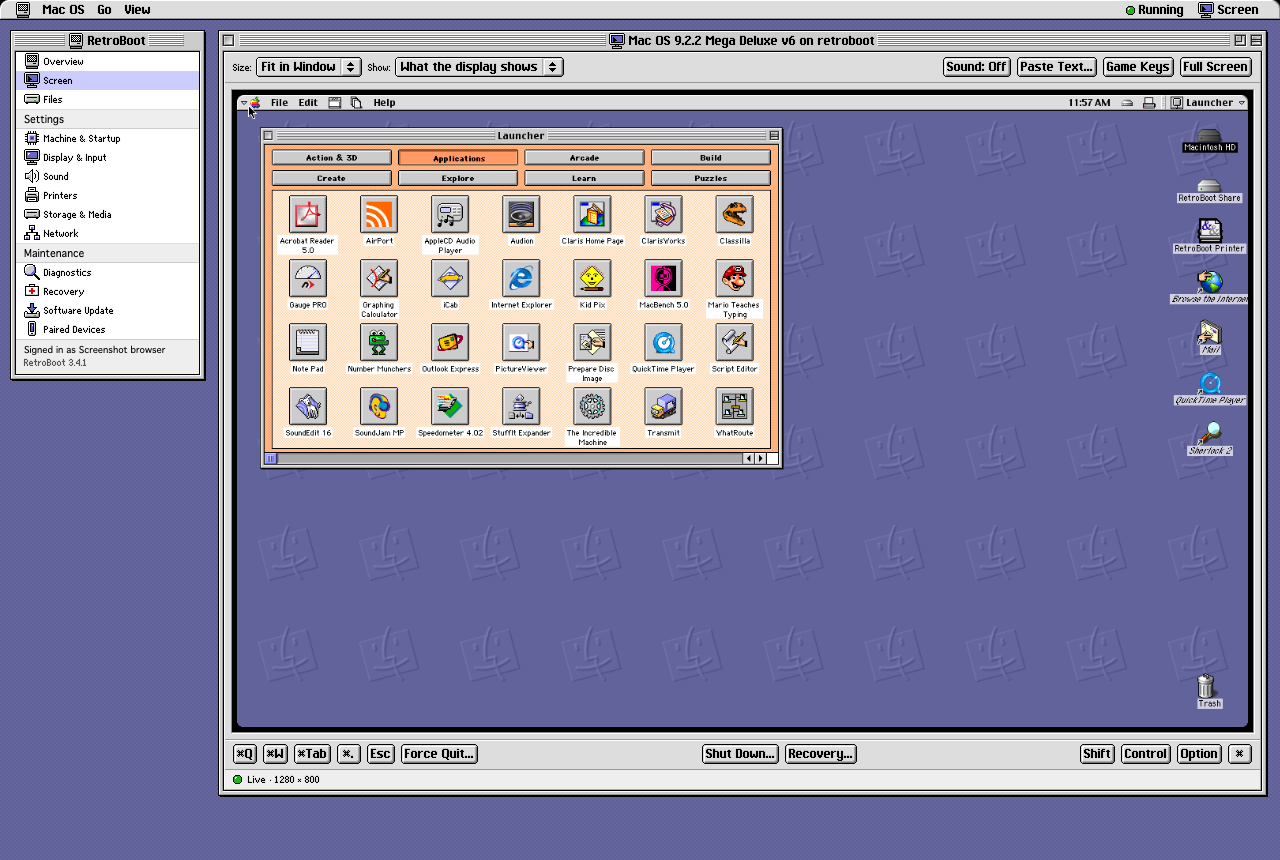 Mac OS Go View
Running Screen
RetroBoot
Overview
Screen
Files
Settings
Machine & Startup
Display & Input
Sound
Printers
Storage & Media
Network
Maintenance
Diagnostics
Recovery
Software Update
Paired Devices
Signed in as Screenshot browser
RetroBoot 3.4.1
Mac OS 9.2.2 Mega Deluxe v6 on retroboot
Size: Fit in Window Show: What the display shows Sound: Off Paste Text... Game Keys Full Screen
File Edit Help 11:57 AM Launcher
Launcher
Action & 3D Applications Arcade Build
Create Explore Learn Puzzles
Acrobat Reader 5.0
AirPort
AppleCD Audio Player
Audion
Claris Home Page
ClarisWorks
Classilla
Gauge PRO
Graphing Calculator
iCab
Internet Explorer
Kid Pix
MacBench 5.0
Mario Teaches Typing
Note Pad
Number Munchers
Outlook Express
PictureViewer
Prepare Disc Image
QuickTime Player
Script Editor
SoundEdit 16
SoundJam MP
Speedometer 4.02
StuffIt Expander
The Incredible Machine
Transmit
WhatRoute
Macintosh HD
RetroBoot Share
RetroBoot Printer
Browse the Internet
Mail
QuickTime Player
Sherlock 2
Trash
⌘Q ⌘W ⌘Tab ⌘. Esc Force Quit... Shut Down... Recovery... Shift Control Option ⌘
Live · 1280 × 800